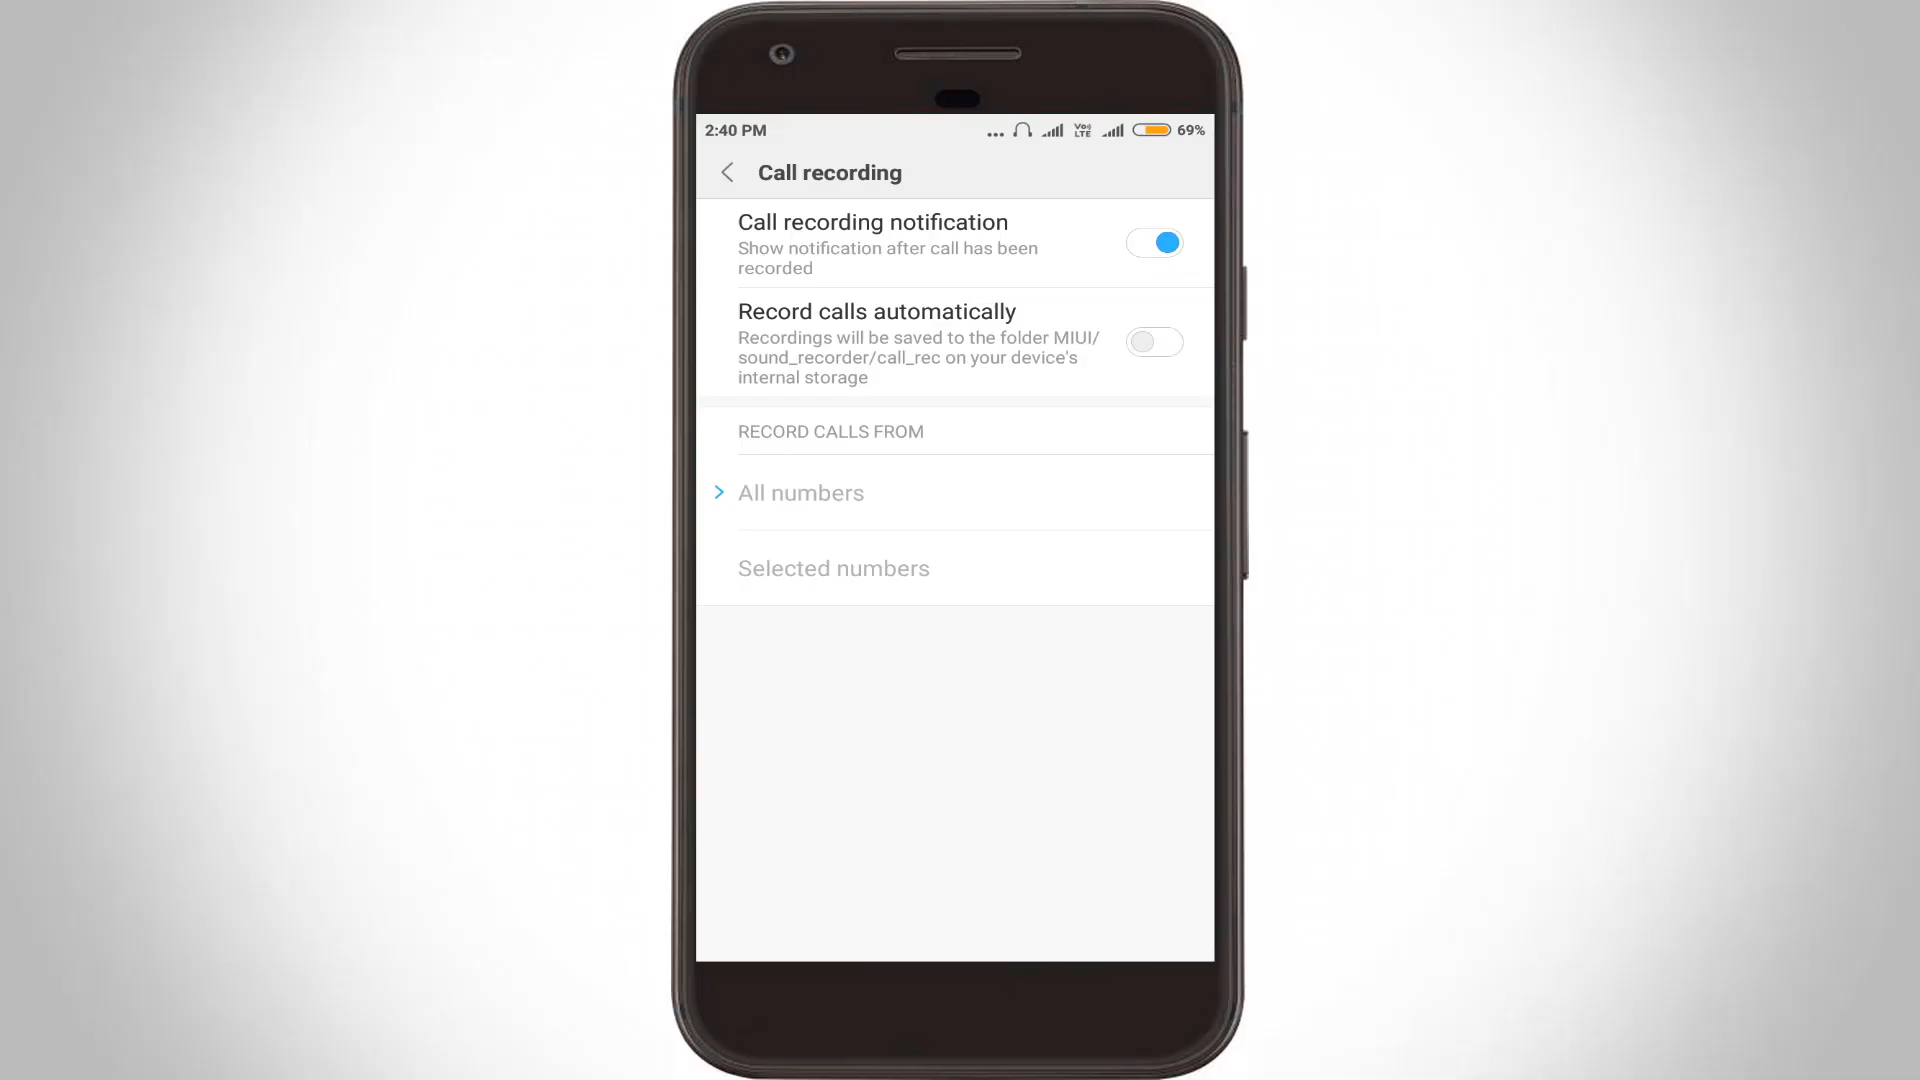 2:40 PM
Vo)) LTE
69%
Call recording
Call recording notification
Show notification after call has been
recorded
Record calls automatically
Recordings will be saved to the folder MIUI/
sound_recorder/call_rec on your device's
internal storage
RECORD CALLS FROM
All numbers
Selected numbers